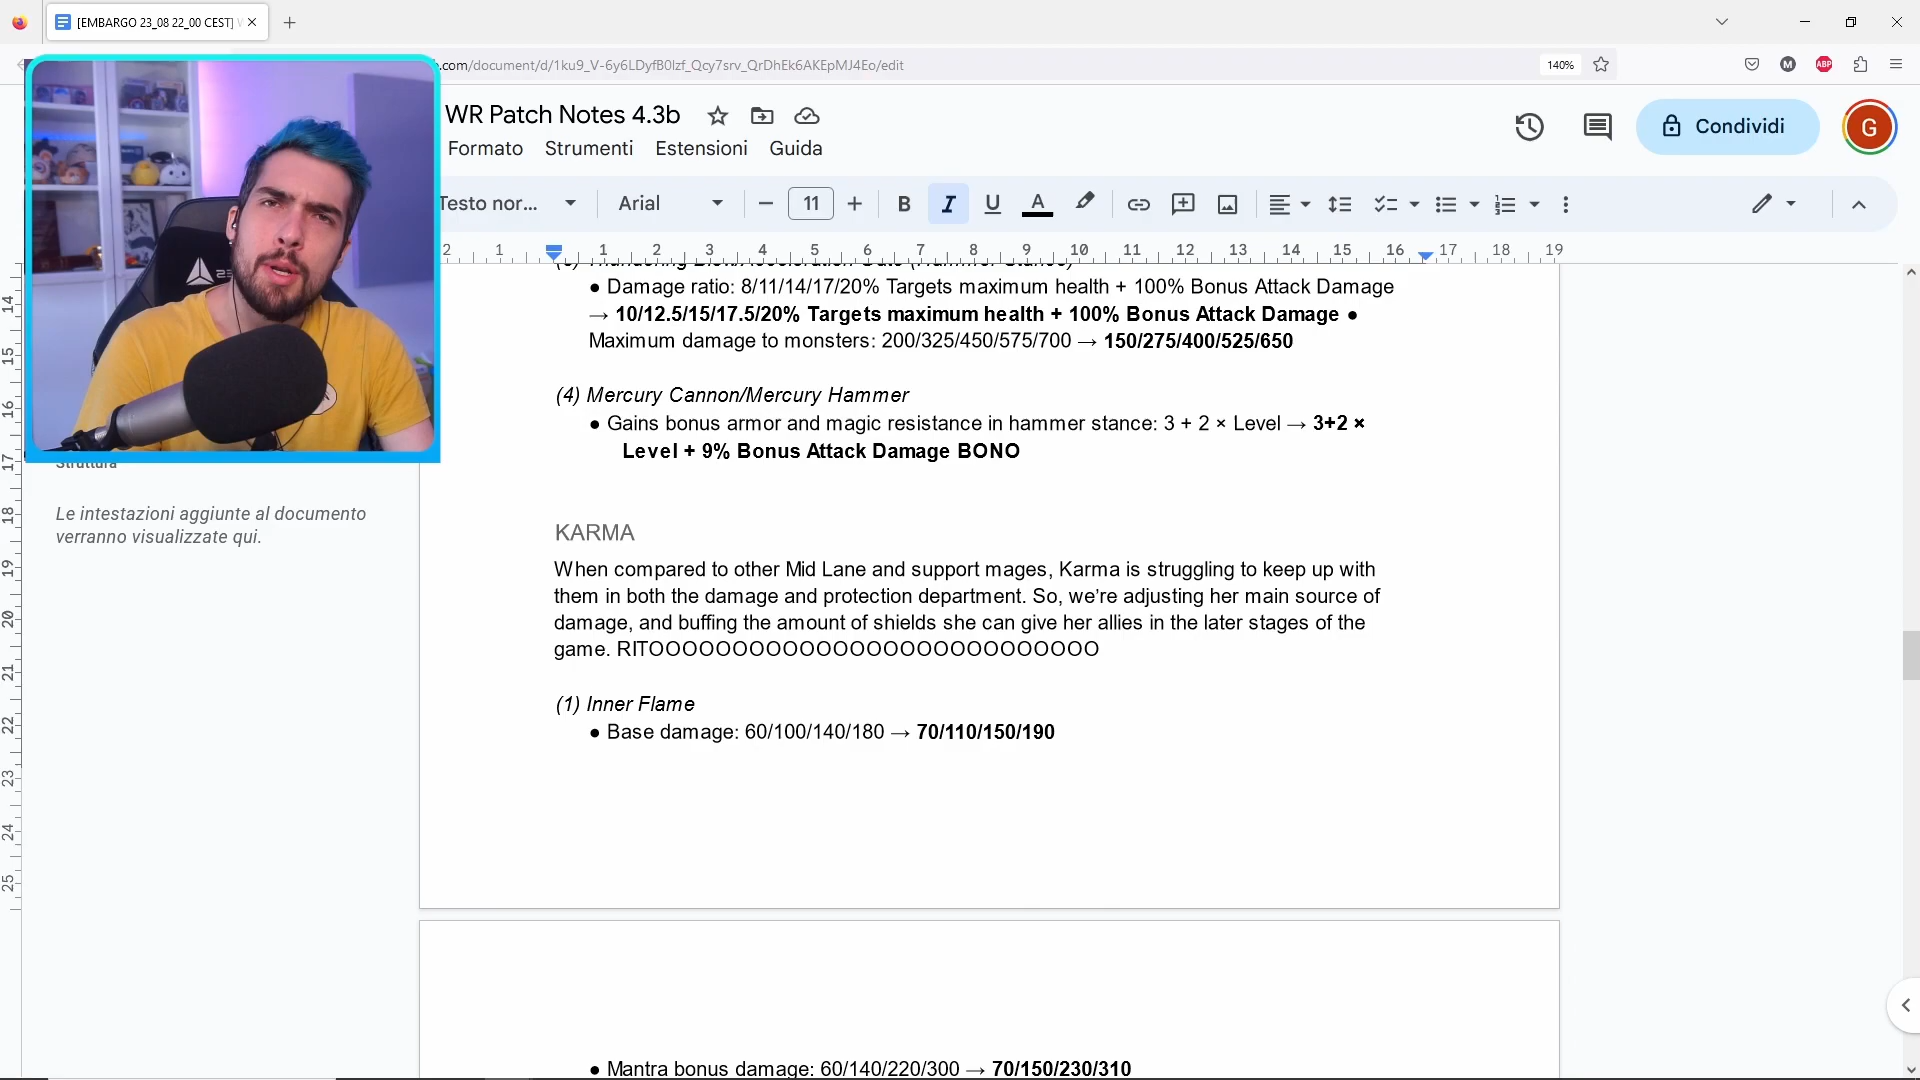 [EMBARGO 23_08 22_00 CEST]
.com/document/d/1ku9_V-6y6LDyfB0lzf_Qcy7srv_QrDhEk6AKEpMJ4Eo/edit
140%
M
ABP
WR Patch Notes 4.3b
Condividi
G
Formato Strumenti Estensioni Guida
Testo nor... Arial 11 B I U A
2 1 1 2 3 4 5 6 7 8 9 10 11 12 13 14 15 16 17 18 19
● Damage ratio: 8/11/14/17/20% Targets maximum health + 100% Bonus Attack Damage
→ 10/12.5/15/17.5/20% Targets maximum health + 100% Bonus Attack Damage ●
Maximum damage to monsters: 200/325/450/575/700 → 150/275/400/525/650
(4) Mercury Cannon/Mercury Hammer
● Gains bonus armor and magic resistance in hammer stance: 3 + 2 × Level → 3+2 ×
Level + 9% Bonus Attack Damage BONO
Struttura
Le intestazioni aggiunte al documento
verranno visualizzate qui.
KARMA
When compared to other Mid Lane and support mages, Karma is struggling to keep up with
them in both the damage and protection department. So, we’re adjusting her main source of
damage, and buffing the amount of shields she can give her allies in the later stages of the
game. RITOOOOOOOOOOOOOOOOOOOOOOOOOOO
(1) Inner Flame
● Base damage: 60/100/140/180 → 70/110/150/190
● Mantra bonus damage: 60/140/220/300 → 70/150/230/310
14
15
16
17
18
19
20
21
22
23
24
25